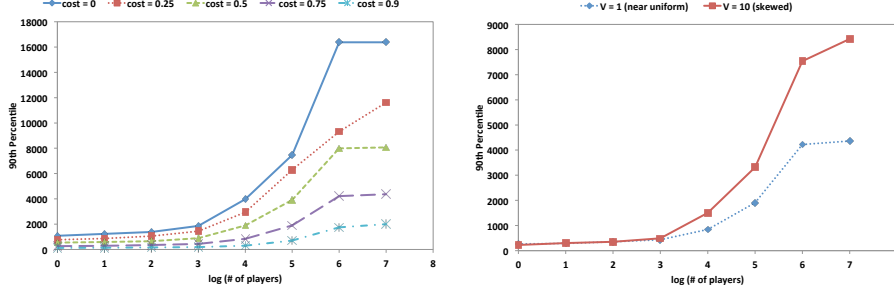 cost = 0 cost = 0.25 cost = 0.5 cost = 0.75 cost = 0.9
18000
16000
14000
12000
10000
8000
6000
4000
2000
0
90th Percentile
0 1 2 3 4 5 6 7 8
log (# of players)
V = 1 (near uniform) V = 10 (skewed)
9000
8000
7000
6000
5000
4000
3000
2000
1000
0
90th Percentile
0 1 2 3 4 5 6 7
log (# of players)